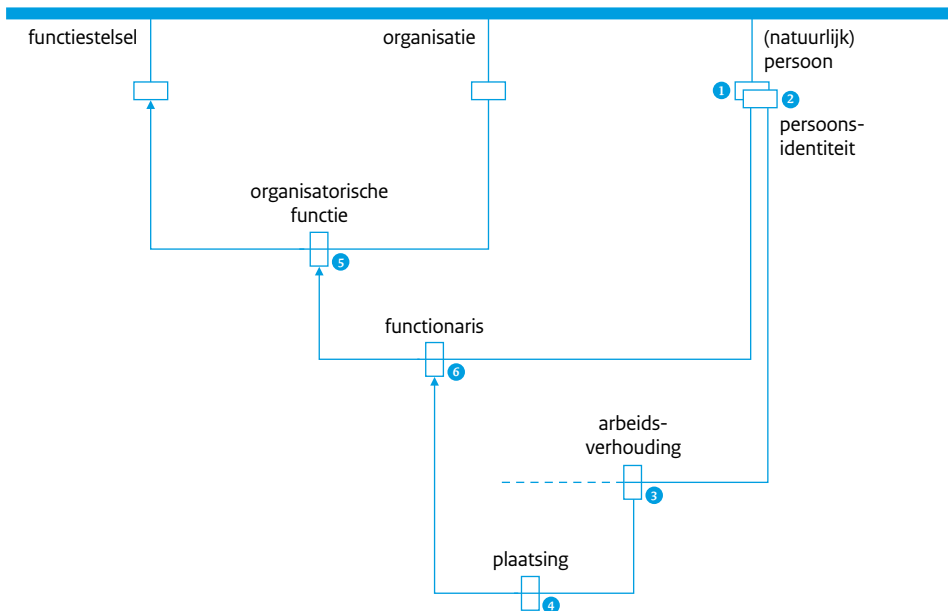 functiestelsel
organisatie
(natuurlijk)
persoon
1
2
persoons-
identiteit
organisatorische
functie
5
functionaris
6
arbeids-
verhouding
3
plaatsing
4